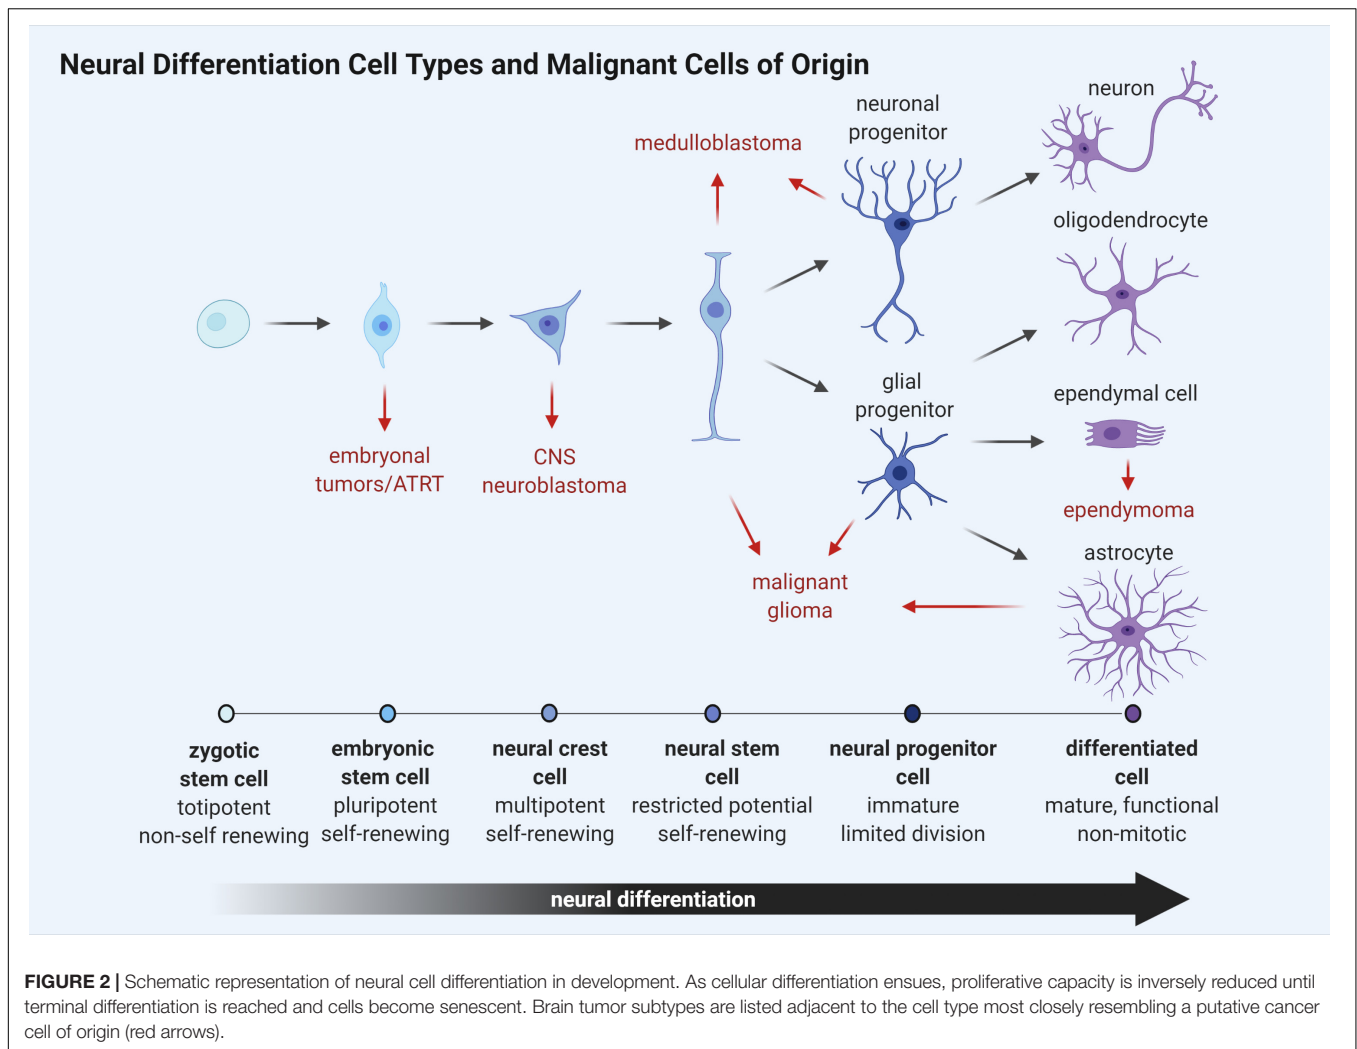 Neural Differentiation Cell Types and Malignant Cells of Origin
neuronal
progenitor
neuron
medulloblastoma
oligodendrocyte
glial
progenitor
ependymal cell
embryonal
tumors/ATRT
CNS
neuroblastoma
ependymoma
astrocyte
malignant
glioma
zygotic
stem cell
totipotent
non-self renewing
embryonic
stem cell
pluripotent
self-renewing
neural crest
cell
multipotent
self-renewing
neural stem
cell
restricted potential
self-renewing
neural progenitor
cell
immature
limited division
differentiated
cell
mature, functional
non-mitotic
neural differentiation
FIGURE 2 | Schematic representation of neural cell differentiation in development. As cellular differentiation ensues, proliferative capacity is inversely reduced until
terminal differentiation is reached and cells become senescent. Brain tumor subtypes are listed adjacent to the cell type most closely resembling a putative cancer
cell of origin (red arrows).